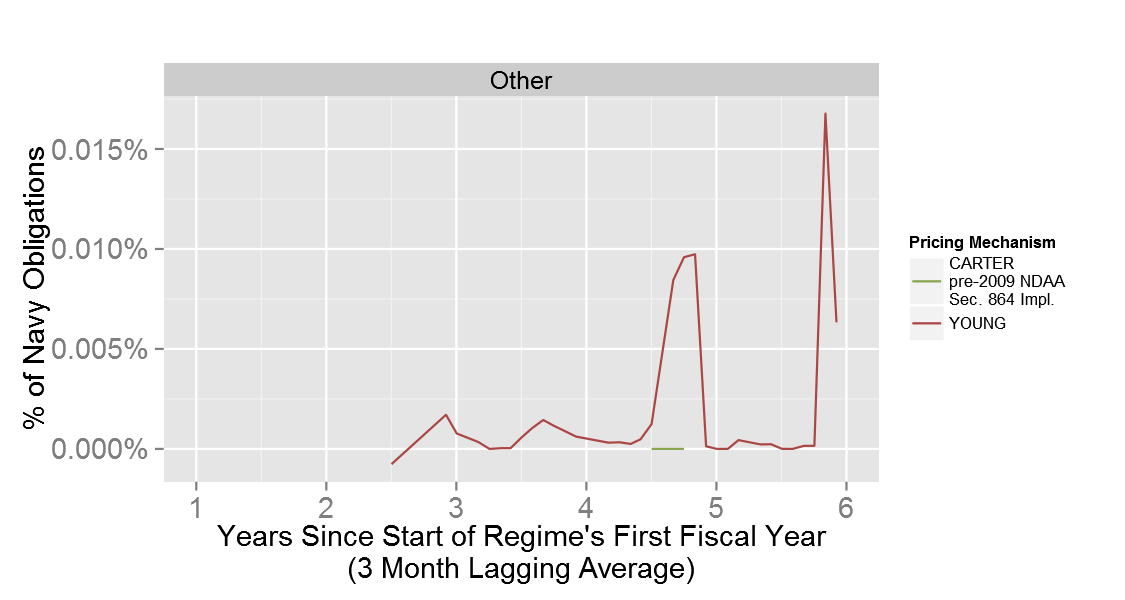 Other
% of Navy Obligations
0.015%
0.010%
0.005%
0.000%
1 2 3 4 5 6
Years Since Start of Regime's First Fiscal Year
(3 Month Lagging Average)
Pricing Mechanism
CARTER
pre-2009 NDAA
Sec. 864 Impl.
YOUNG